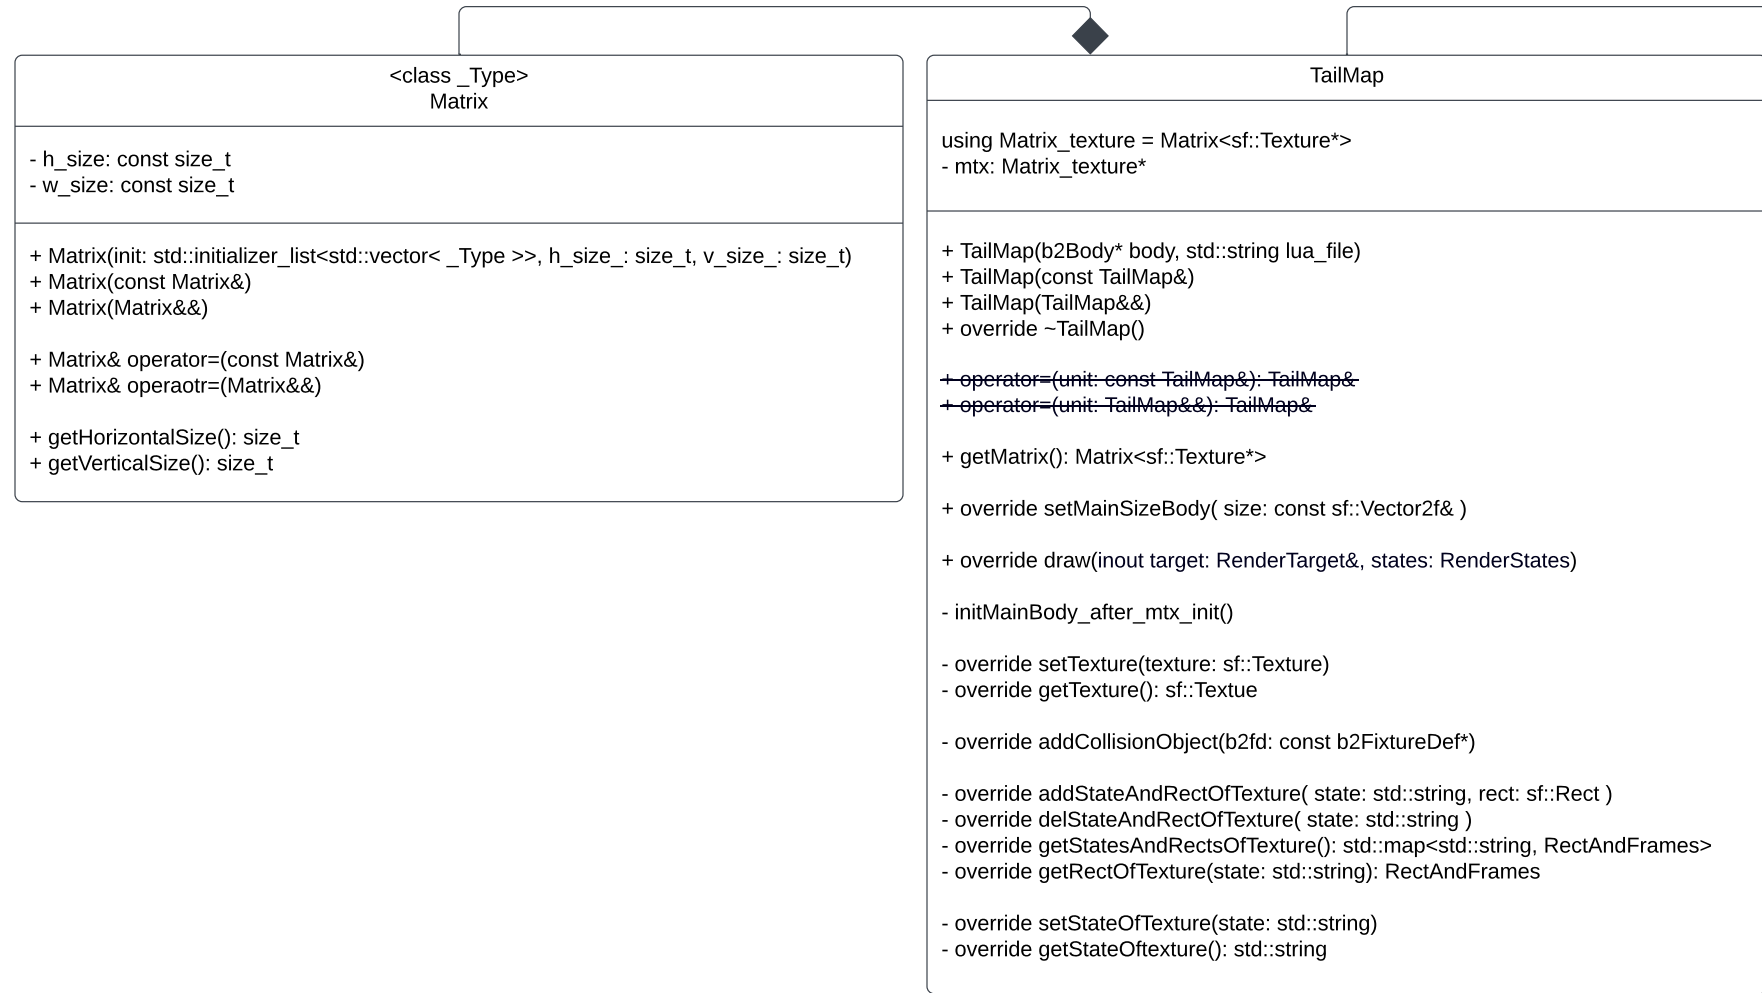 <class _Type>
Matrix
- h_size: const size_t
- w_size: const size_t
+ Matrix(init: std::initializer_list<std::vector< _Type >>, h_size_: size_t, v_size_: size_t)
+ Matrix(const Matrix&)
+ Matrix(Matrix&&)
+ Matrix& operator=(const Matrix&)
+ Matrix& operaotr=(Matrix&&)
+ getHorizontalSize(): size_t
+ getVerticalSize(): size_t
TailMap
using Matrix_texture = Matrix<sf::Texture*>
- mtx: Matrix_texture*
+ TailMap(b2Body* body, std::string lua_file)
+ TailMap(const TailMap&)
+ TailMap(TailMap&&)
+ override ~TailMap()
+ operator=(unit: const TailMap&): TailMap&
+ operator=(unit: TailMap&&): TailMap&
+ getMatrix(): Matrix<sf::Texture*>
+ override setMainSizeBody( size: const sf::Vector2f& )
+ override draw(inout target: RenderTarget&, states: RenderStates)
- initMainBody_after_mtx_init()
- override setTexture(texture: sf::Texture)
- override getTexture(): sf::Textue
- override addCollisionObject(b2fd: const b2FixtureDef*)
- override addStateAndRectOfTexture( state: std::string, rect: sf::Rect )
- override delStateAndRectOfTexture( state: std::string )
- override getStatesAndRectsOfTexture(): std::map<std::string, RectAndFrames>
- override getRectOfTexture(state: std::string): RectAndFrames
- override setStateOfTexture(state: std::string)
- override getStateOftexture(): std::string